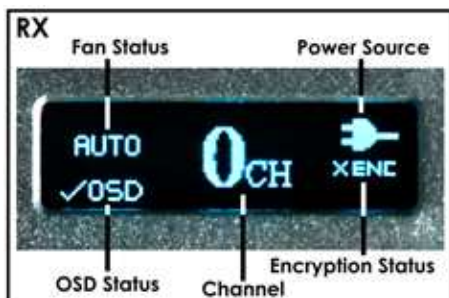 RX
Fan Status
Power Source
AUTO
0CH
XENC
✓OSD
OSD Status
Channel
Encryption Status